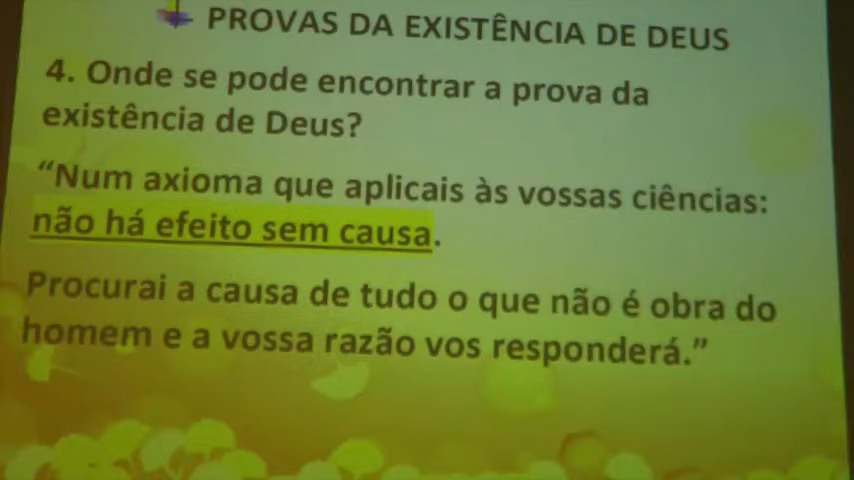 PROVAS DA EXISTÊNCIA DE DEUS
4. Onde se pode encontrar a prova da
existência de Deus?
“Num axioma que aplicais às vossas ciências:
não há efeito sem causa.
Procurai a causa de tudo o que não é obra do
homem e a vossa razão vos responderá.”